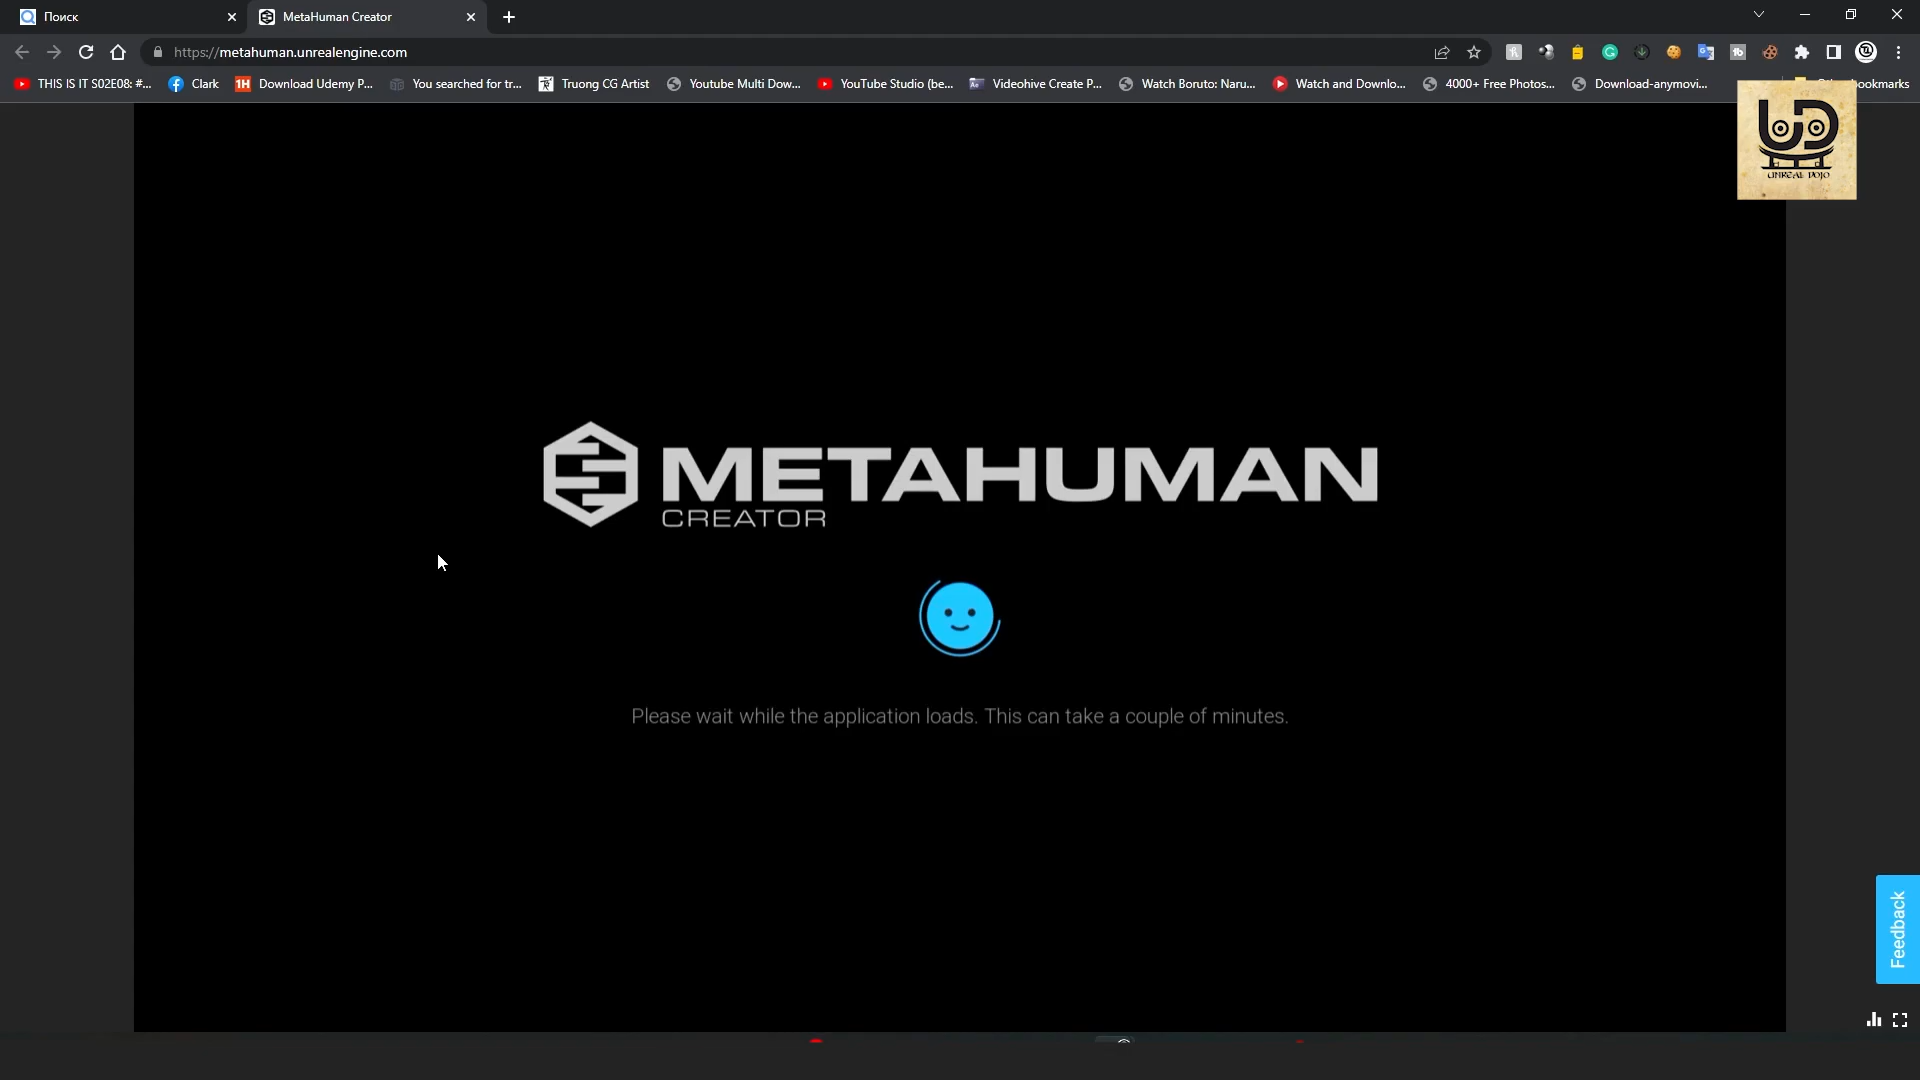 Поиск
MetaHuman Creator
https://metahuman.unrealengine.com
THIS IS IT S02E08: #...
Clark
1H
Download Udemy P...
You searched for tr...
Truong CG Artist
Youtube Multi Dow...
YouTube Studio (be...
Videohive Create P...
Watch Boruto: Naru...
Watch and Downlo...
4000+ Free Photos...
Download-anymovi...
UNREAL DOJO
METAHUMAN
CREATOR
Please wait while the application loads. This can take a couple of minutes.
Feedback